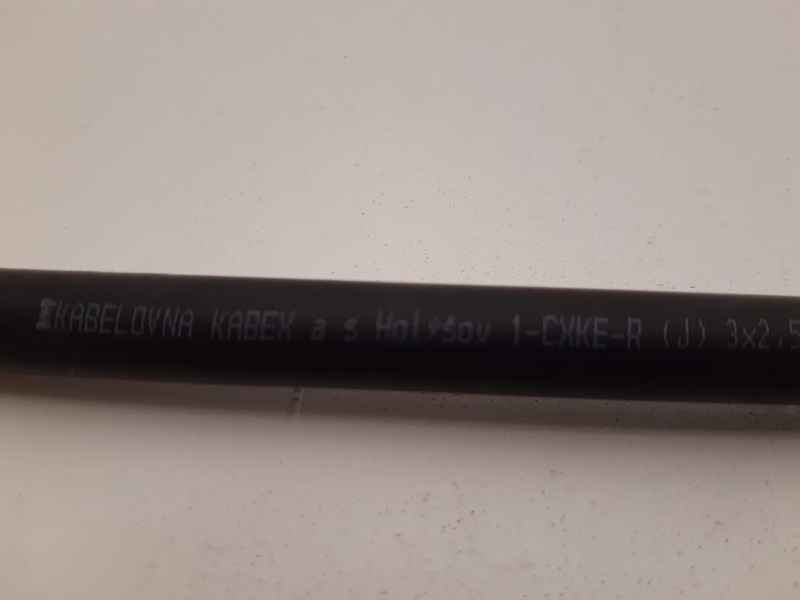 KABELOVNA KABEX a s Holýšov 1-CXKE-R (J) 3x2,5